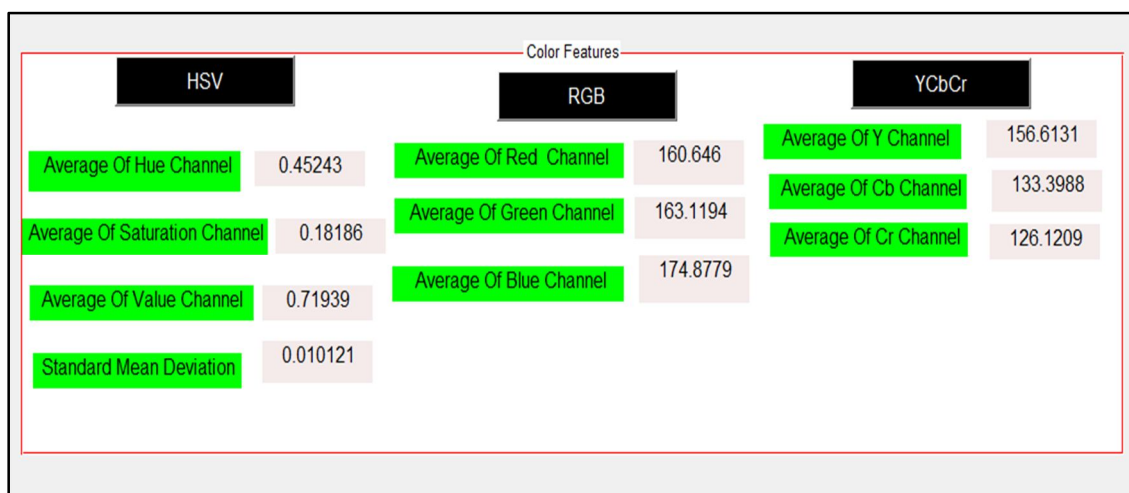 Color Features
HSV
Average Of Hue Channel 0.45243
Average Of Saturation Channel 0.18186
Average Of Value Channel 0.71939
Standard Mean Deviation 0.010121
RGB
Average Of Red Channel 160.646
Average Of Green Channel 163.1194
Average Of Blue Channel 174.8779
YCbCr
Average Of Y Channel 156.6131
Average Of Cb Channel 133.3988
Average Of Cr Channel 126.1209